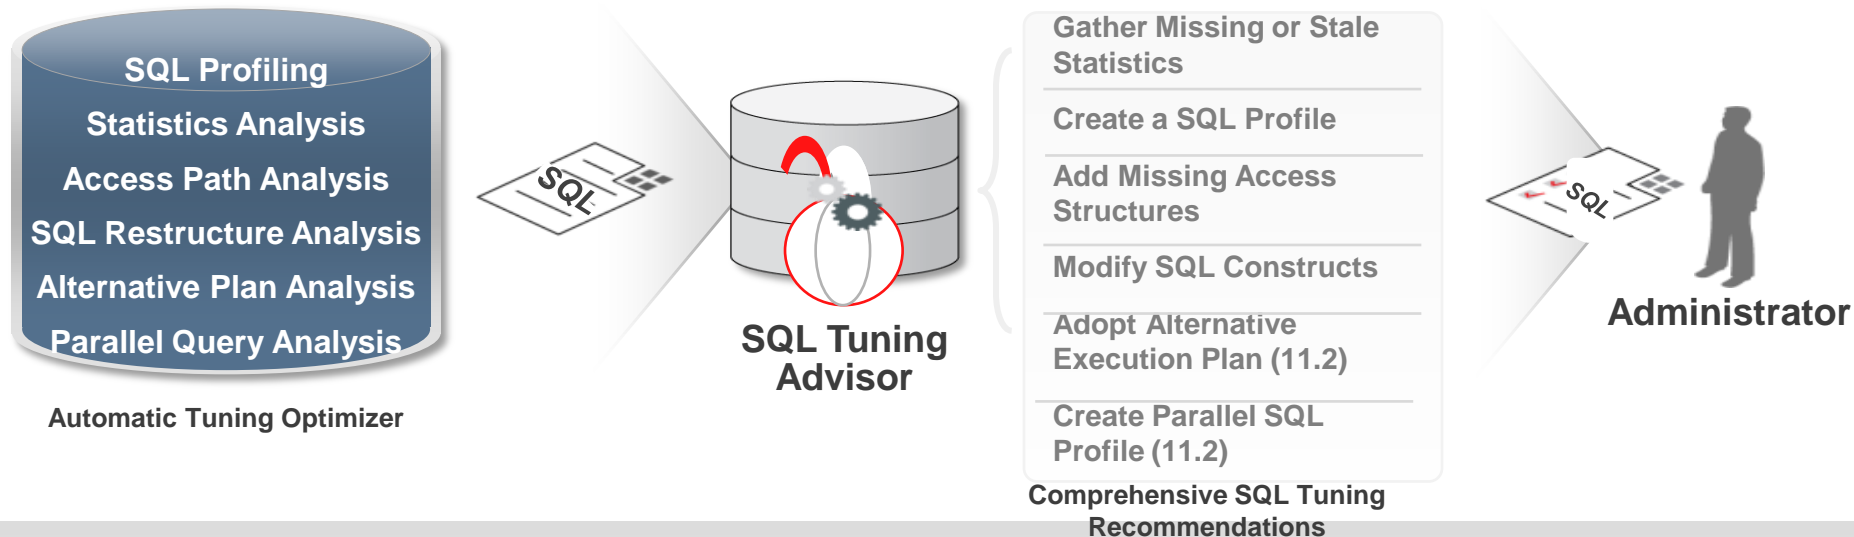 SQL Profiling
Statistics Analysis
Access Path Analysis
SQL Restructure Analysis
Alternative Plan Analysis
Parallel Query Analysis
Automatic Tuning Optimizer
SQL
SQL Tuning
Advisor
Gather Missing or Stale
Statistics
Create a SQL Profile
Add Missing Access
Structures
Modify SQL Constructs
Adopt Alternative
Execution Plan (11.2)
Create Parallel SQL
Profile (11.2)
Comprehensive SQL Tuning
Recommendations
SQL
Administrator